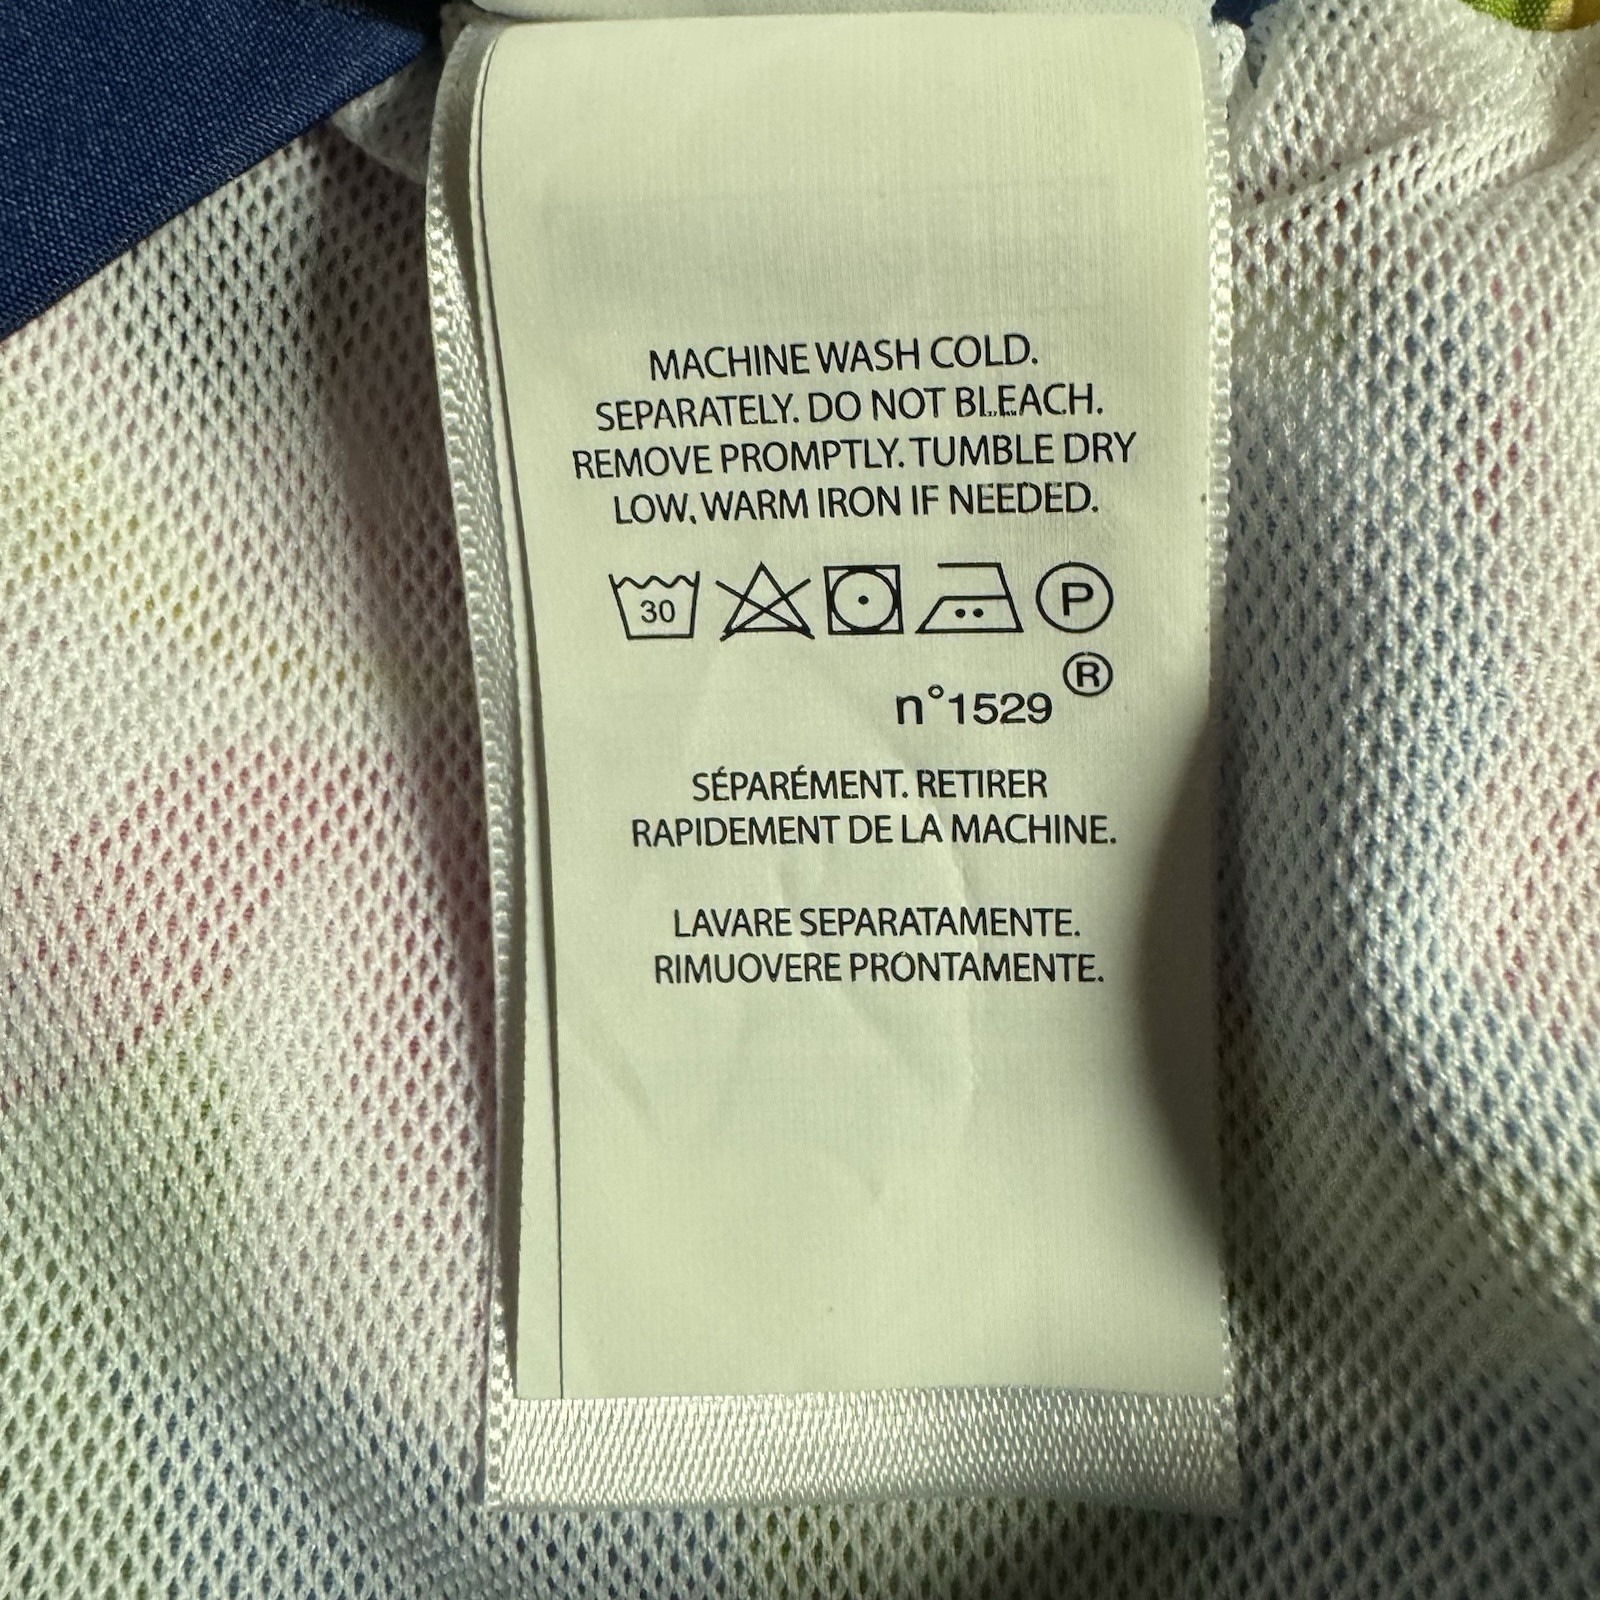 MACHINE WASH COLD.
SEPARATELY. DO NOT BLEACH.
REMOVE PROMPTLY. TUMBLE DRY
LOW. WARM IRON IF NEEDED.
30 P
n°1529 ®
SÉPARÉMENT. RETIRER
RAPIDEMENT DE LA MACHINE.
LAVARE SEPARATAMENTE.
RIMUOVERE PRONTAMENTE.